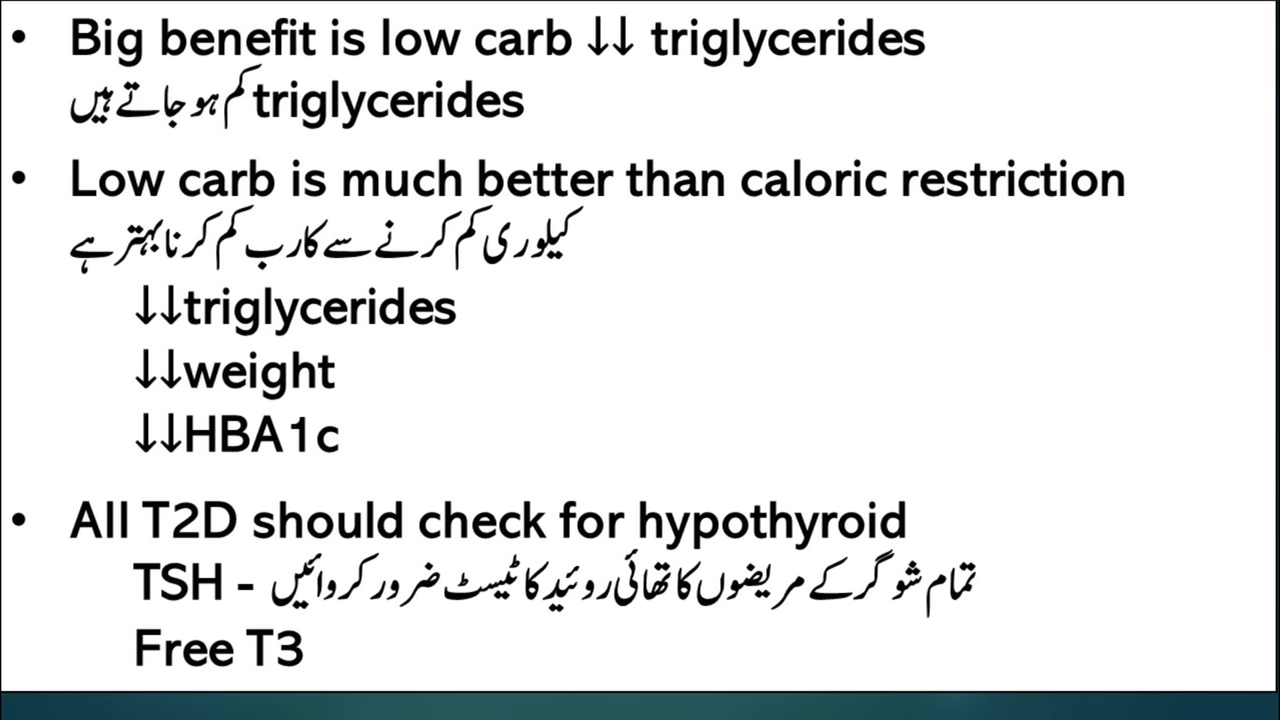 • Big benefit is low carb ↓↓ triglycerides
triglycerides کم ہو جاتے ہیں
• Low carb is much better than caloric restriction
کیلوری کم کرنے سے کارب کم کرنا بہتر ہے
↓↓triglycerides
↓↓weight
↓↓HBA1c
• All T2D should check for hypothyroid
TSH - تمام شوگر کے مریضوں کا تھائی روئید کا ٹیسٹ ضرور کروائیں
Free T3